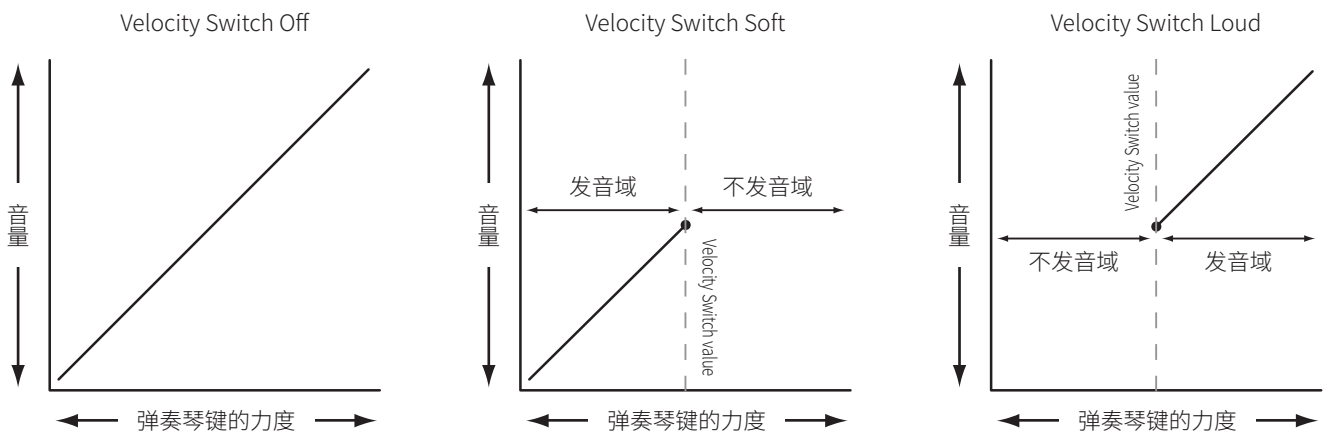 Velocity Switch Off
音量
弹奏琴键的力度
Velocity Switch Soft
音量
发音域
不发音域
Velocity Switch value
弹奏琴键的力度
Velocity Switch Loud
音量
Velocity Switch value
不发音域
发音域
弹奏琴键的力度